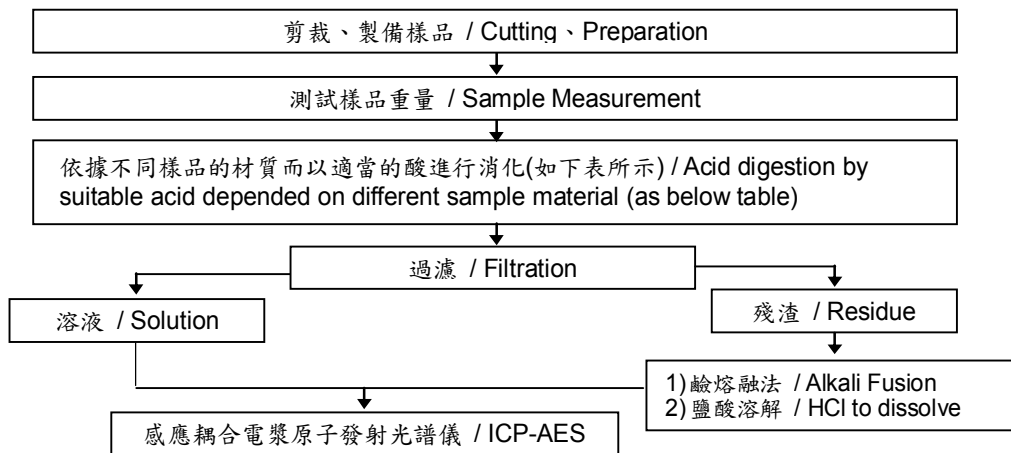 剪裁、製備樣品 / Cutting、Preparation
測試樣品重量 / Sample Measurement
依據不同樣品的材質而以適當的酸進行消化(如下表所示) / Acid digestion by
suitable acid depended on different sample material (as below table)
過濾 / Filtration
溶液 / Solution
殘渣 / Residue
1)鹼熔融法 / Alkali Fusion
2)鹽酸溶解 / HCl to dissolve
感應耦合電漿原子發射光譜儀 / ICP-AES